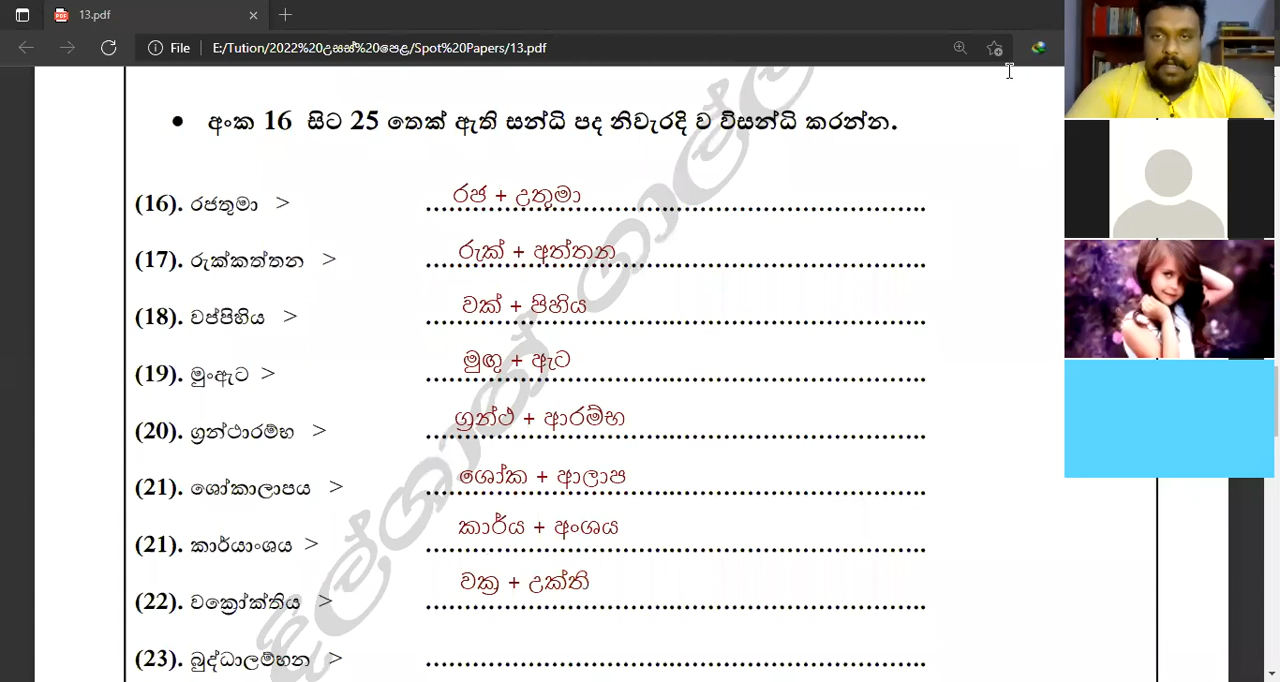 13.pdf
File E:/Tution/2022%20උසස්%20පෙළ/Spot%20Papers/13.pdf
• අංක 16 සිට 25 තෙක් ඇති සන්ධි පද නිවැරදි ව විසන්ධි කරන්න.
(16). රජතුමා > රජ + උතුමා
(17). රුක්කත්තන > රුක් + අත්තන
(18). වප්පිහිය > වක් + පිහිය
(19). මුංඇට > මුඟු + ඇට
(20). ග්‍රන්ථාරම්භ > ග්‍රන්ථ + ආරම්භ
(21). ශෝකාලාපය > ශෝක + ආලාප
(21). කාර්යාංශය > කාර්ය + අංශය
(22). වක්‍රෝක්තිය > වක්‍ර + උක්ති
(23). බුද්ධාලම්භන >